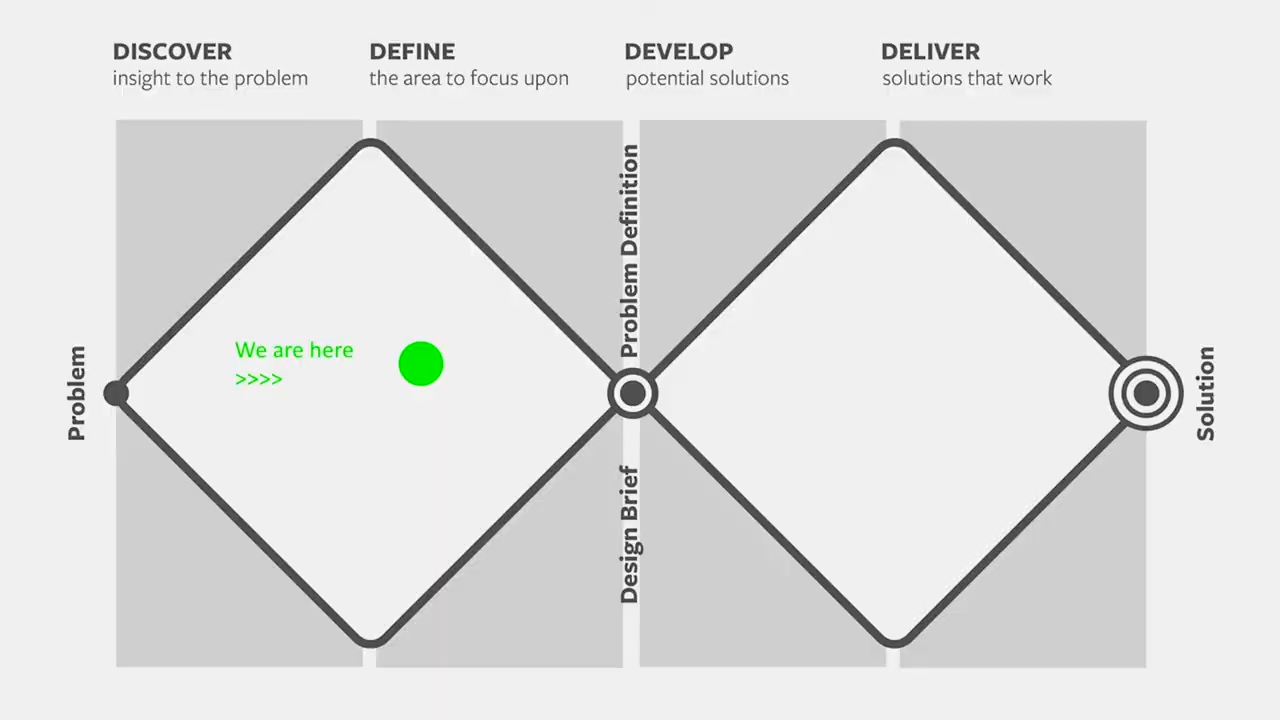 DISCOVER
insight to the problem
DEFINE
the area to focus upon
DEVELOP
potential solutions
DELIVER
solutions that work
Problem
We are here
>>>>
Problem Definition
Design Brief
Solution